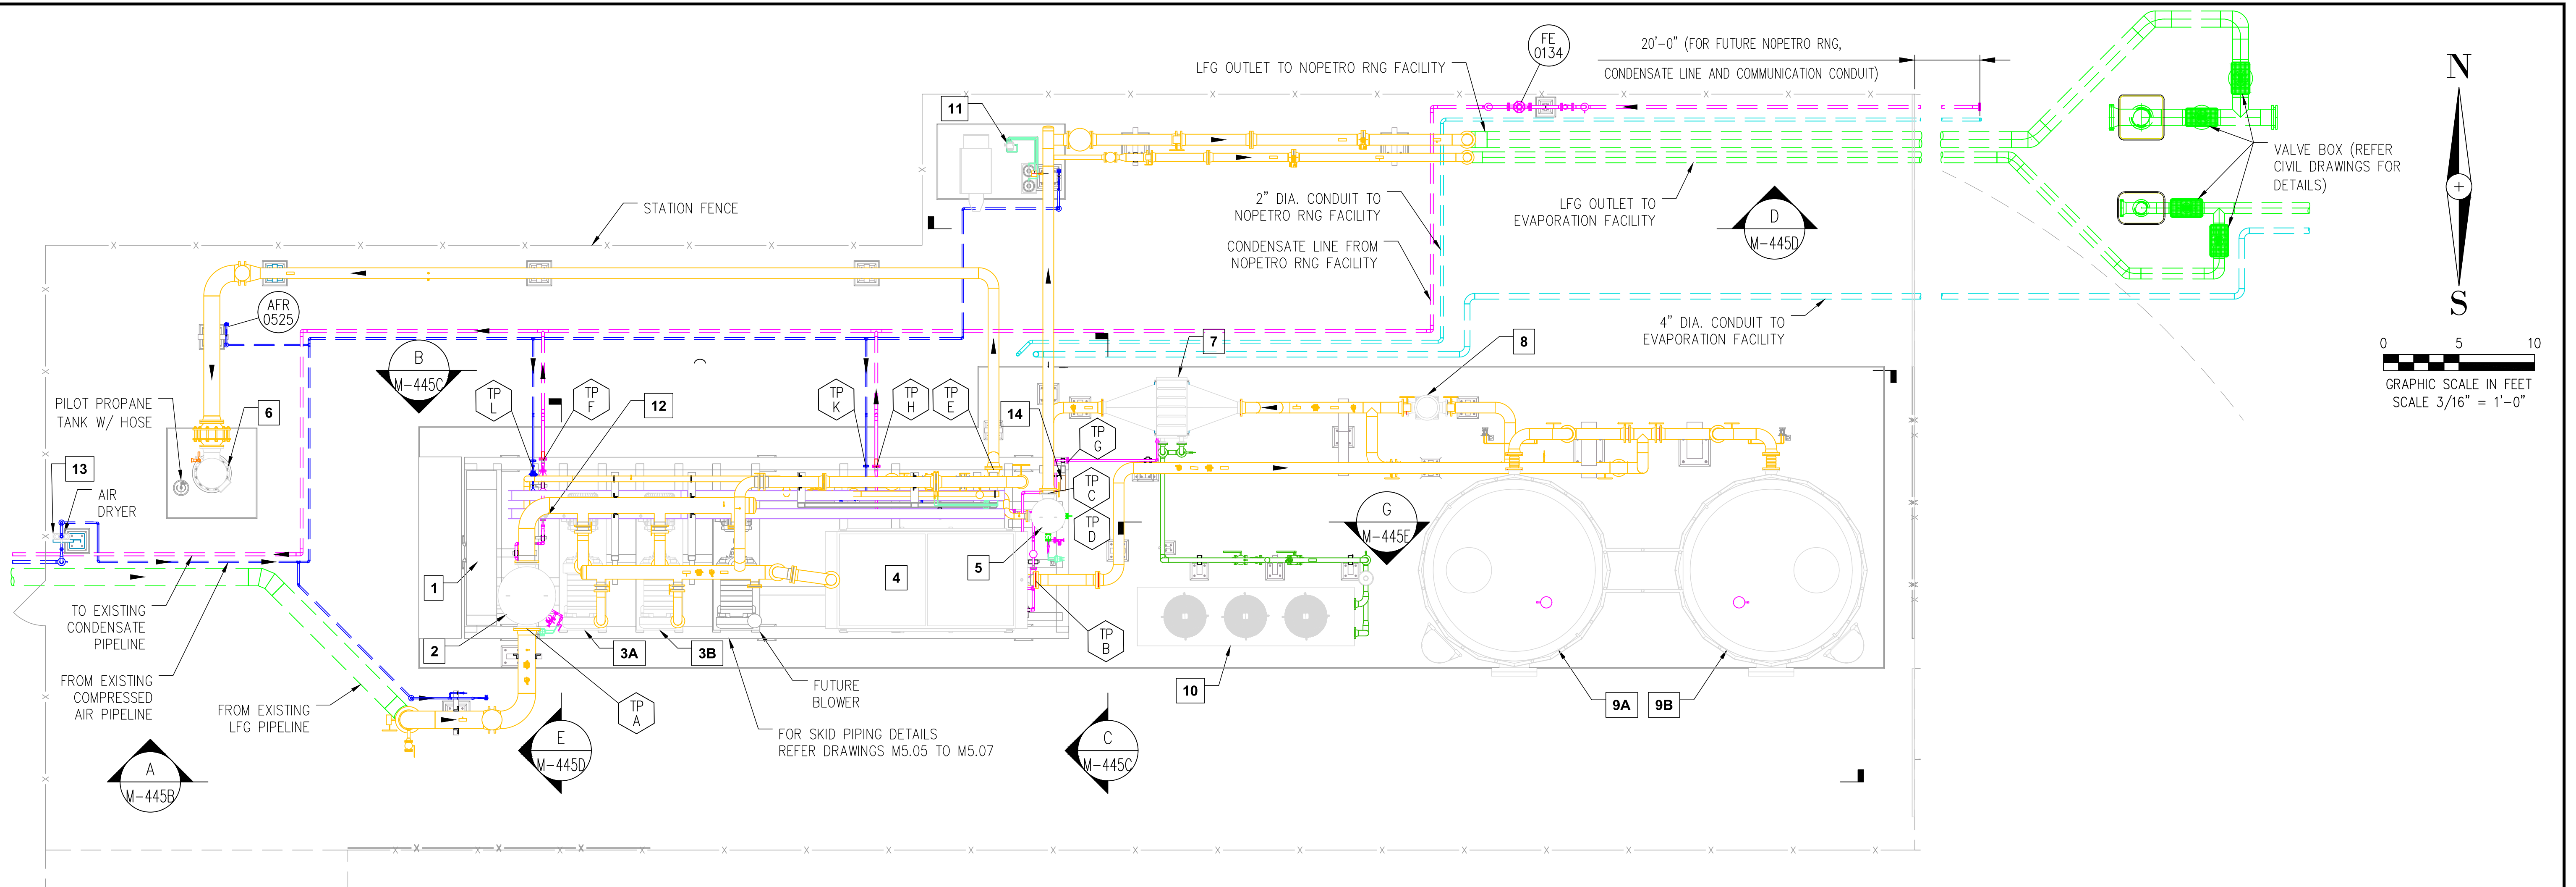 FE
0134
20'-0" (FOR FUTURE NOPETRO RNG,
CONDENSATE LINE AND COMMUNICATION CONDUIT)
LFG OUTLET TO NOPETRO RNG FACILITY
N
S
0 5 10
GRAPHIC SCALE IN FEET
SCALE 3/16" = 1'-0"
VALVE BOX (REFER
CIVIL DRAWINGS FOR
DETAILS)
11
STATION FENCE
2" DIA. CONDUIT TO
NOPETRO RNG FACILITY
CONDENSATE LINE FROM
NOPETRO RNG FACILITY
LFG OUTLET TO
EVAPORATION FACILITY
D
M-445D
4" DIA. CONDUIT TO
EVAPORATION FACILITY
AFR
0525
B
M-445C
7
8
PILOT PROPANE
TANK W/ HOSE
6
TP
L
TP
F
12
TP
K
TP
H
TP
E
14
TP
G
TP
C
TP
D
13
AIR
DRYER
G
M-445E
1
4
5
TO EXISTING
CONDENSATE
PIPELINE
2
3A
3B
TP
B
FROM EXISTING
COMPRESSED
AIR PIPELINE
FROM EXISTING
LFG PIPELINE
TP
A
FUTURE
BLOWER
10
9A
9B
FOR SKID PIPING DETAILS
REFER DRAWINGS M5.05 TO M5.07
A
M-445B
E
M-445D
C
M-445C